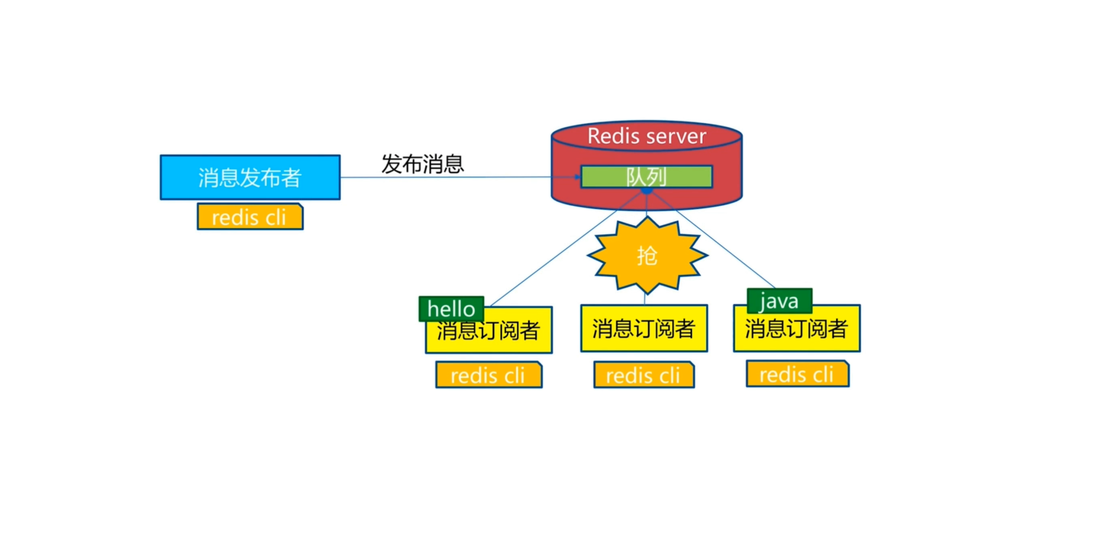 Redis server
发布消息
消息发布者
队列
redis cli
抢
hello
java
消息订阅者
消息订阅者
消息订阅者
redis cli
redis cli
redis cli